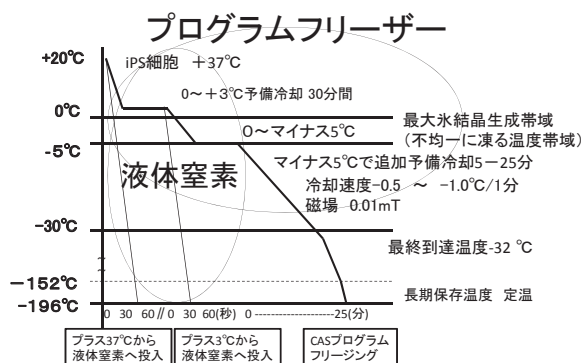 プログラムフリーザー
+20℃
iPS細胞 +37℃
0~+3℃予備冷却 30分間
0℃
最大氷結晶生成帯域
(不均一に凍る温度帯域)
0~マイナス5℃
-5℃
マイナス5℃で追加予備冷却5-25分
液体窒素
冷却速度-0.5 ~ -1.0℃/1分
磁場 0.01mT
-30℃
最終到達温度-32 ℃
-152℃
長期保存温度 定温
-196℃
0 30 60 // 0 30 60(秒) 0 --------------------25(分)
プラス37℃から
液体窒素へ投入
プラス3℃から
液体窒素へ投入
CASプログラム
フリージング